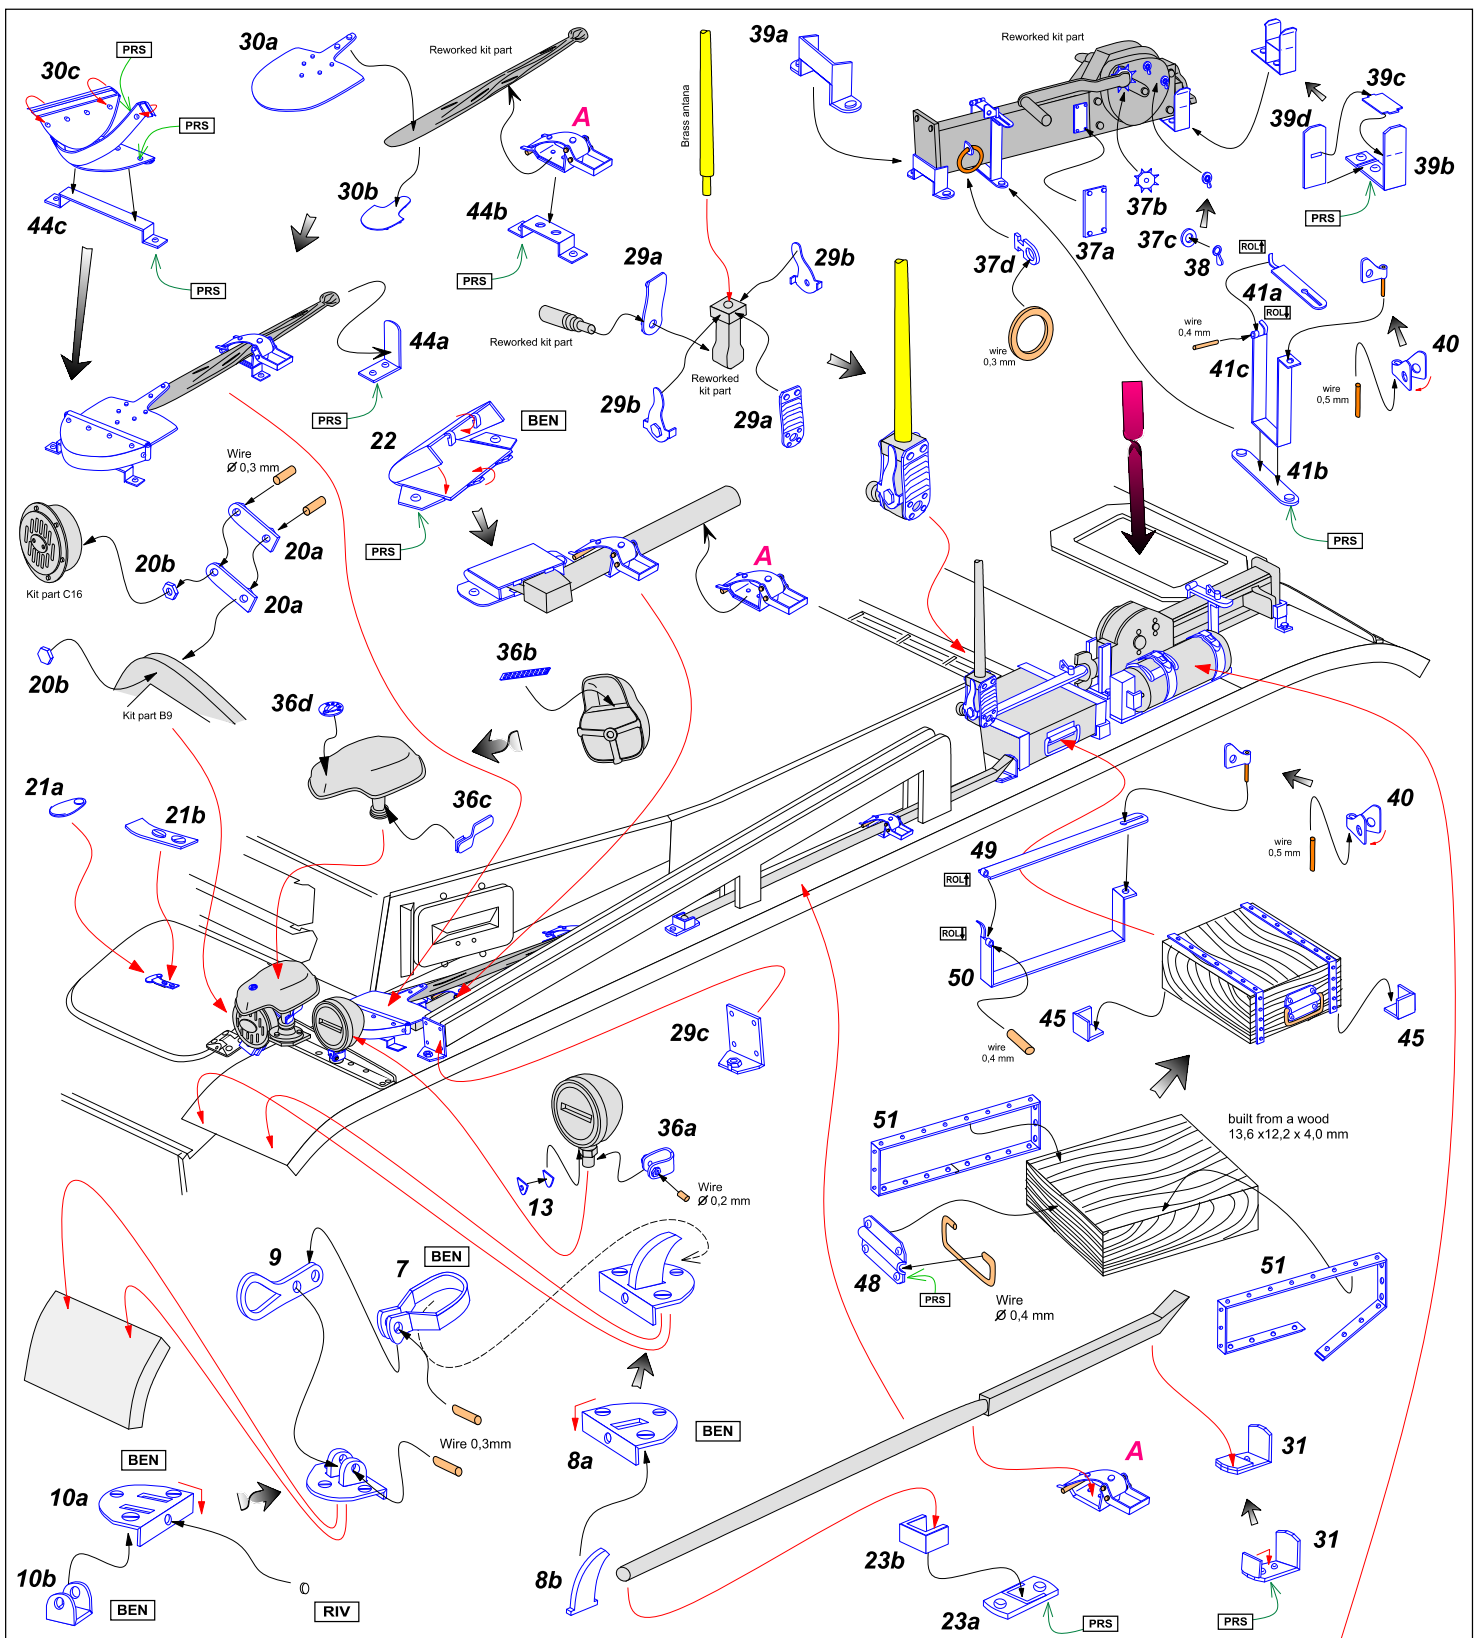 PRS
30c
PRS
44c
PRS
30a
Reworked kit part
30b
A
44b
PRS
Brass antana
39a
Reworked kit part
39c
39d
39b
PRS
37b
37a
37c
38
37d
wire
0,3 mm
29a
29b
Reworked kit part
Reworked
kit part
29b
29a
44a
PRS
ROL
41a
ROL
wire
0,4 mm
41c
40
wire
0,5 mm
41b
PRS
22
BEN
PRS
Wire
Ø 0,3 mm
20a
20b
20a
Kit part C16
20b
Kit part B9
A
36b
36d
36c
21a
21b
40
wire
0,5 mm
49
ROL
ROL
50
45
wire
0,4 mm
45
29c
51
built from a wood
13,6 x12,2 x 4,0 mm
36a
13
Wire
Ø 0,2 mm
9
7
BEN
48
PRS
Wire
Ø 0,4 mm
51
8a
BEN
Wire 0,3mm
BEN
10a
10b
BEN
RIV
8b
A
31
31
23b
23a
PRS
PRS